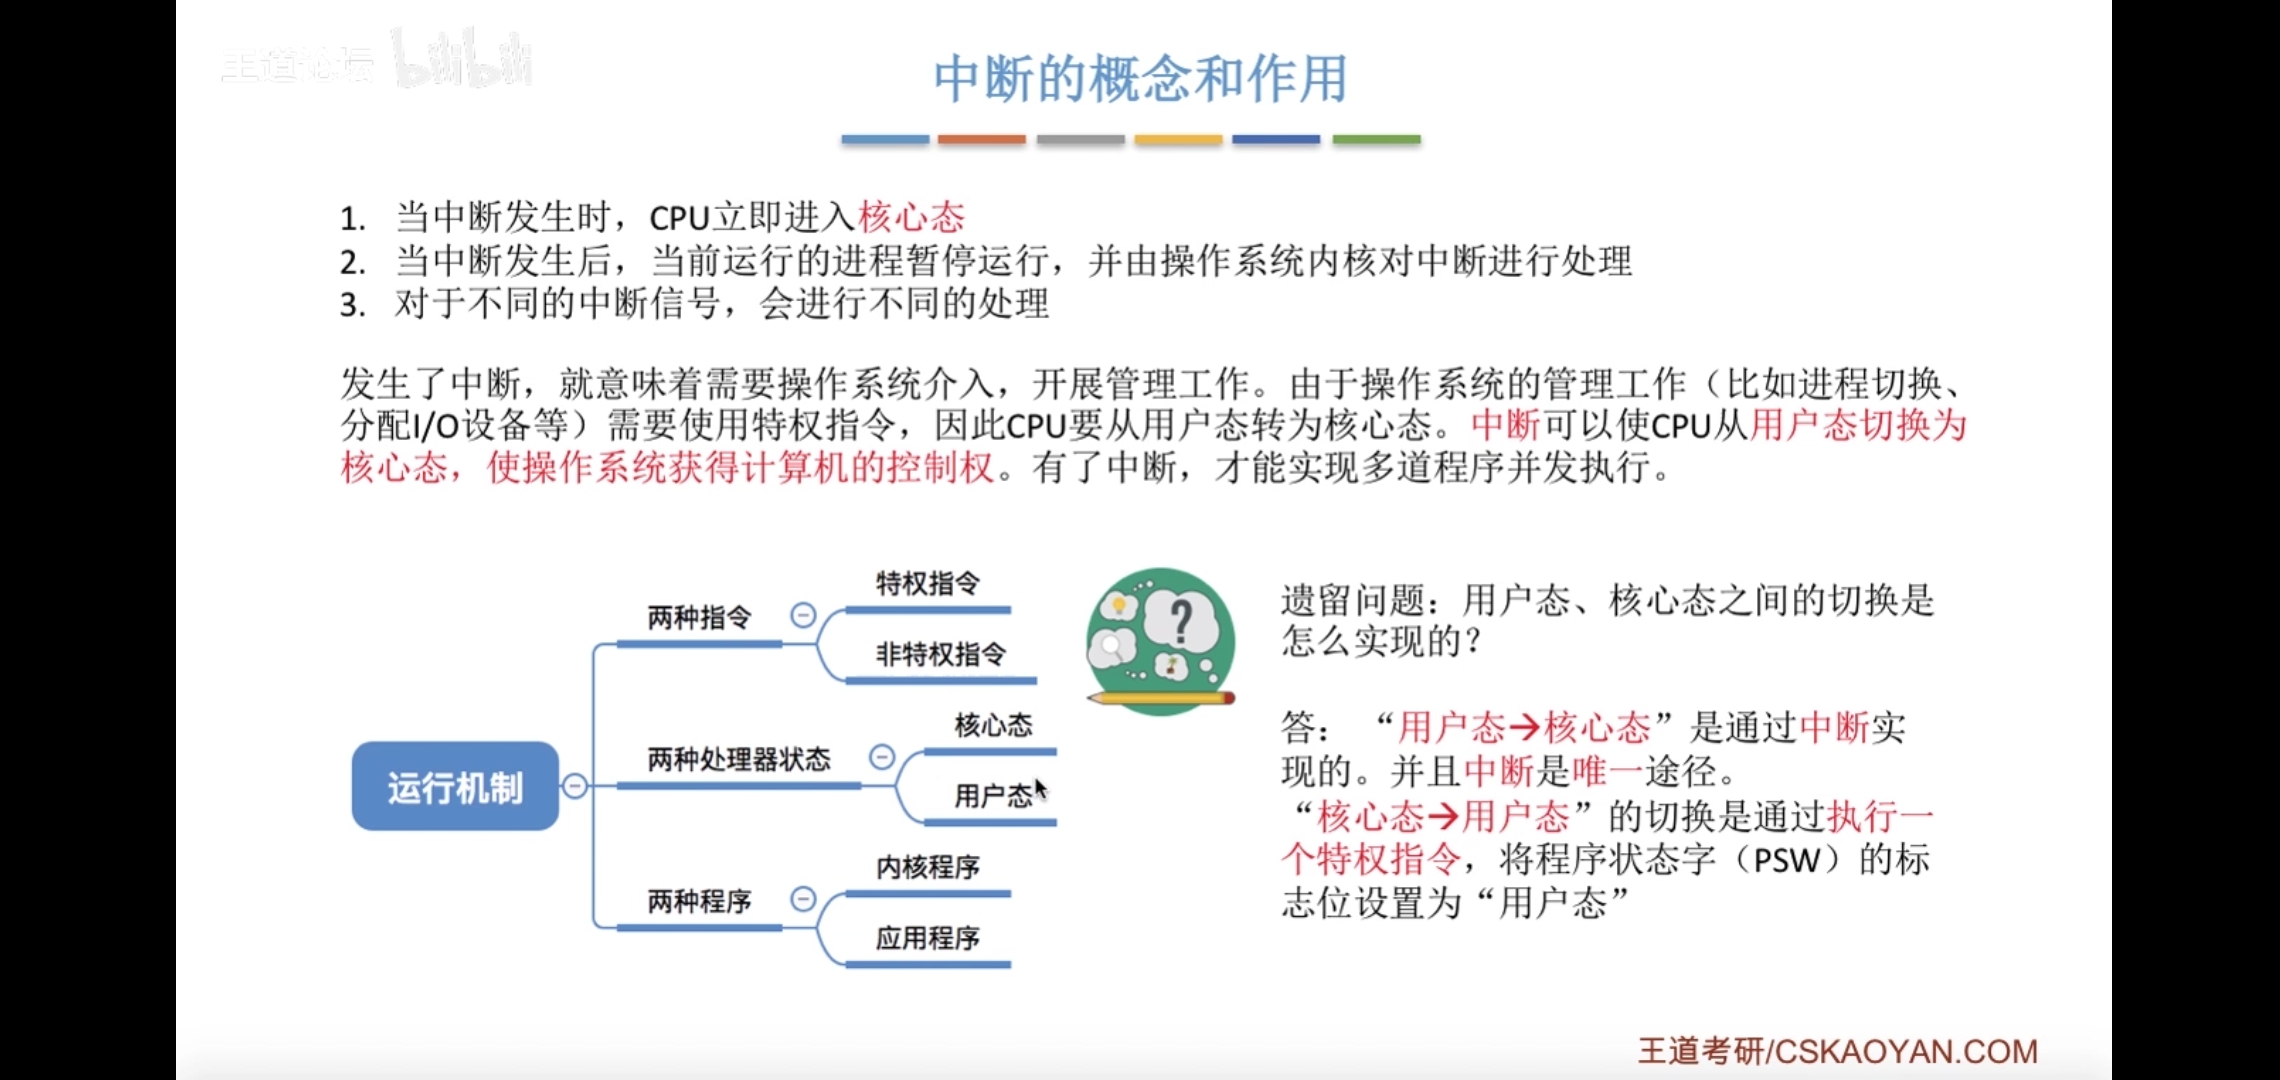 王道论坛 bilibili
中断的概念和作用
1. 当中断发生时，CPU立即进入核心态
2. 当中断发生后，当前运行的进程暂停运行，并由操作系统内核对中断进行处理
3. 对于不同的中断信号，会进行不同的处理
发生了中断，就意味着需要操作系统介入，开展管理工作。由于操作系统的管理工作（比如进程切换、
分配I/O设备等）需要使用特权指令，因此CPU要从用户态转为核心态。中断可以使CPU从用户态切换为
核心态，使操作系统获得计算机的控制权。有了中断，才能实现多道程序并发执行。
运行机制
两种指令
特权指令
非特权指令
两种处理器状态
核心态
用户态
两种程序
内核程序
应用程序
?
遗留问题：用户态、核心态之间的切换是
怎么实现的？
答： “用户态→核心态”是通过中断实
现的。并且中断是唯一途径。
“核心态→用户态”的切换是通过执行一
个特权指令，将程序状态字（PSW）的标
志位设置为“用户态”
王道考研/CSKAOYAN.COM